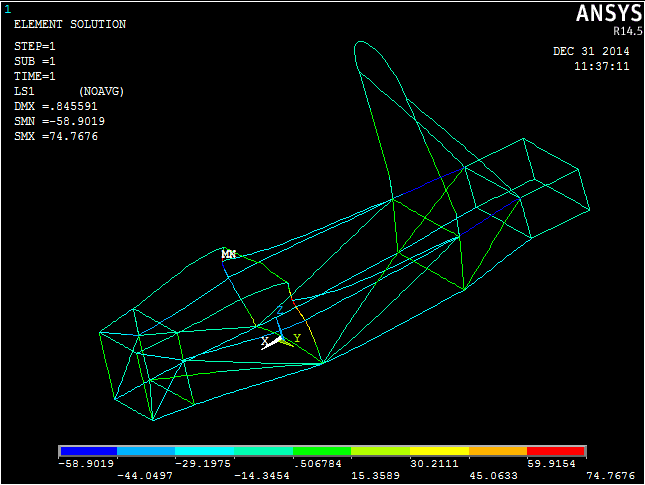 1
ELEMENT SOLUTION
ANSYS
R14.5
STEP=1
SUB =1
TIME=1
LS1 (NOAVG)
DMX =.845591
SMN =-58.9019
SMX =74.7676
DEC 31 2014
11:37:11
MN
Z
X
Y
-58.9019 -29.1975 .506784 30.2111 59.9154
-44.0497 -14.3454 15.3589 45.0633 74.7676